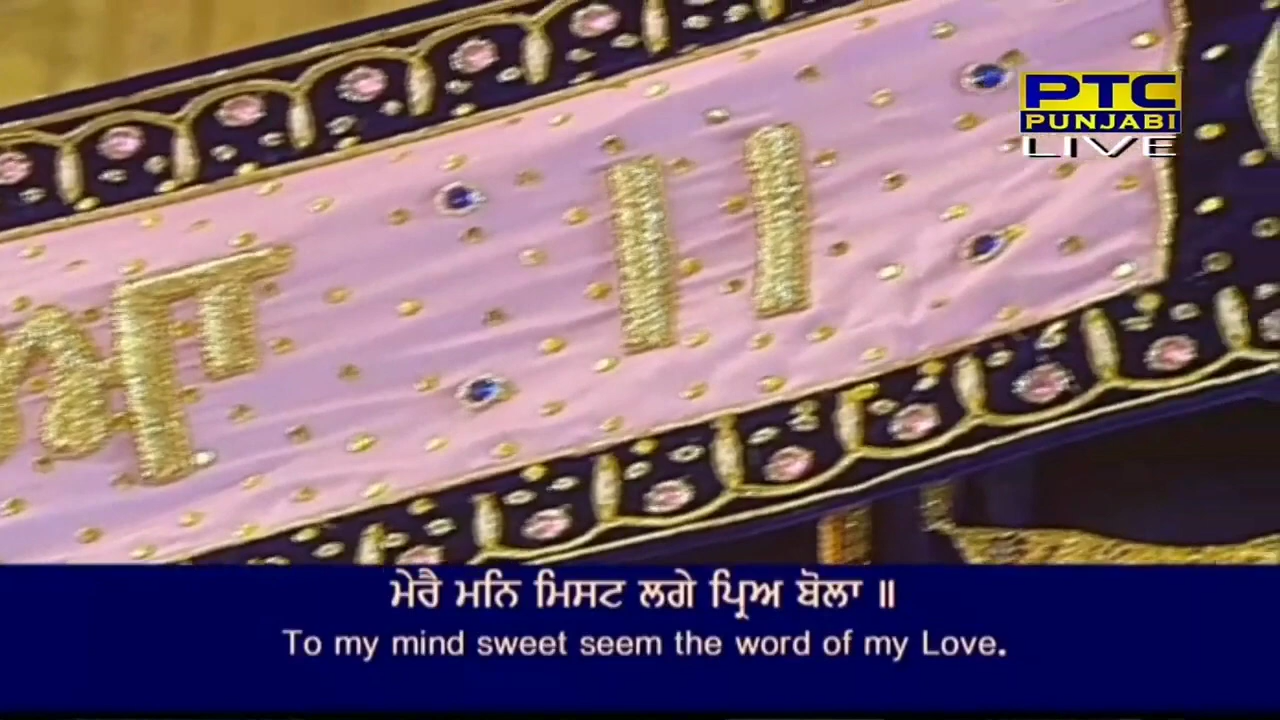 PTC
PUNJABI
LIVE
ਆ ॥
ਮੇਰੈ ਮਨਿ ਮਿਸਟ ਲਗੇ ਪ੍ਰਿਅ ਬੋਲਾ ॥
To my mind sweet seem the word of my Love.